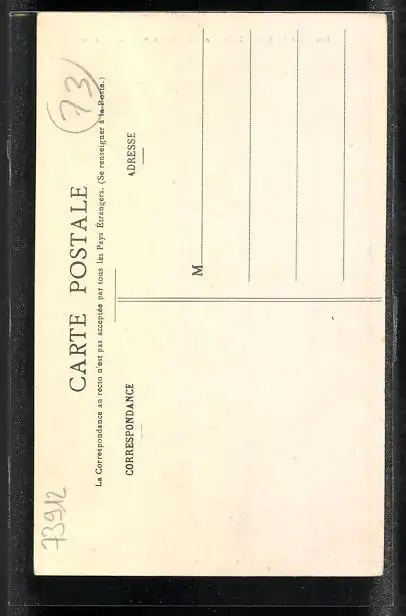 73
CARTE POSTALE
La Correspondance au recto n'est pas acceptée par tous les Pays Etrangers. (Se renseigner à la Poste.)
CORRESPONDANCE
ADRESSE
M
73912